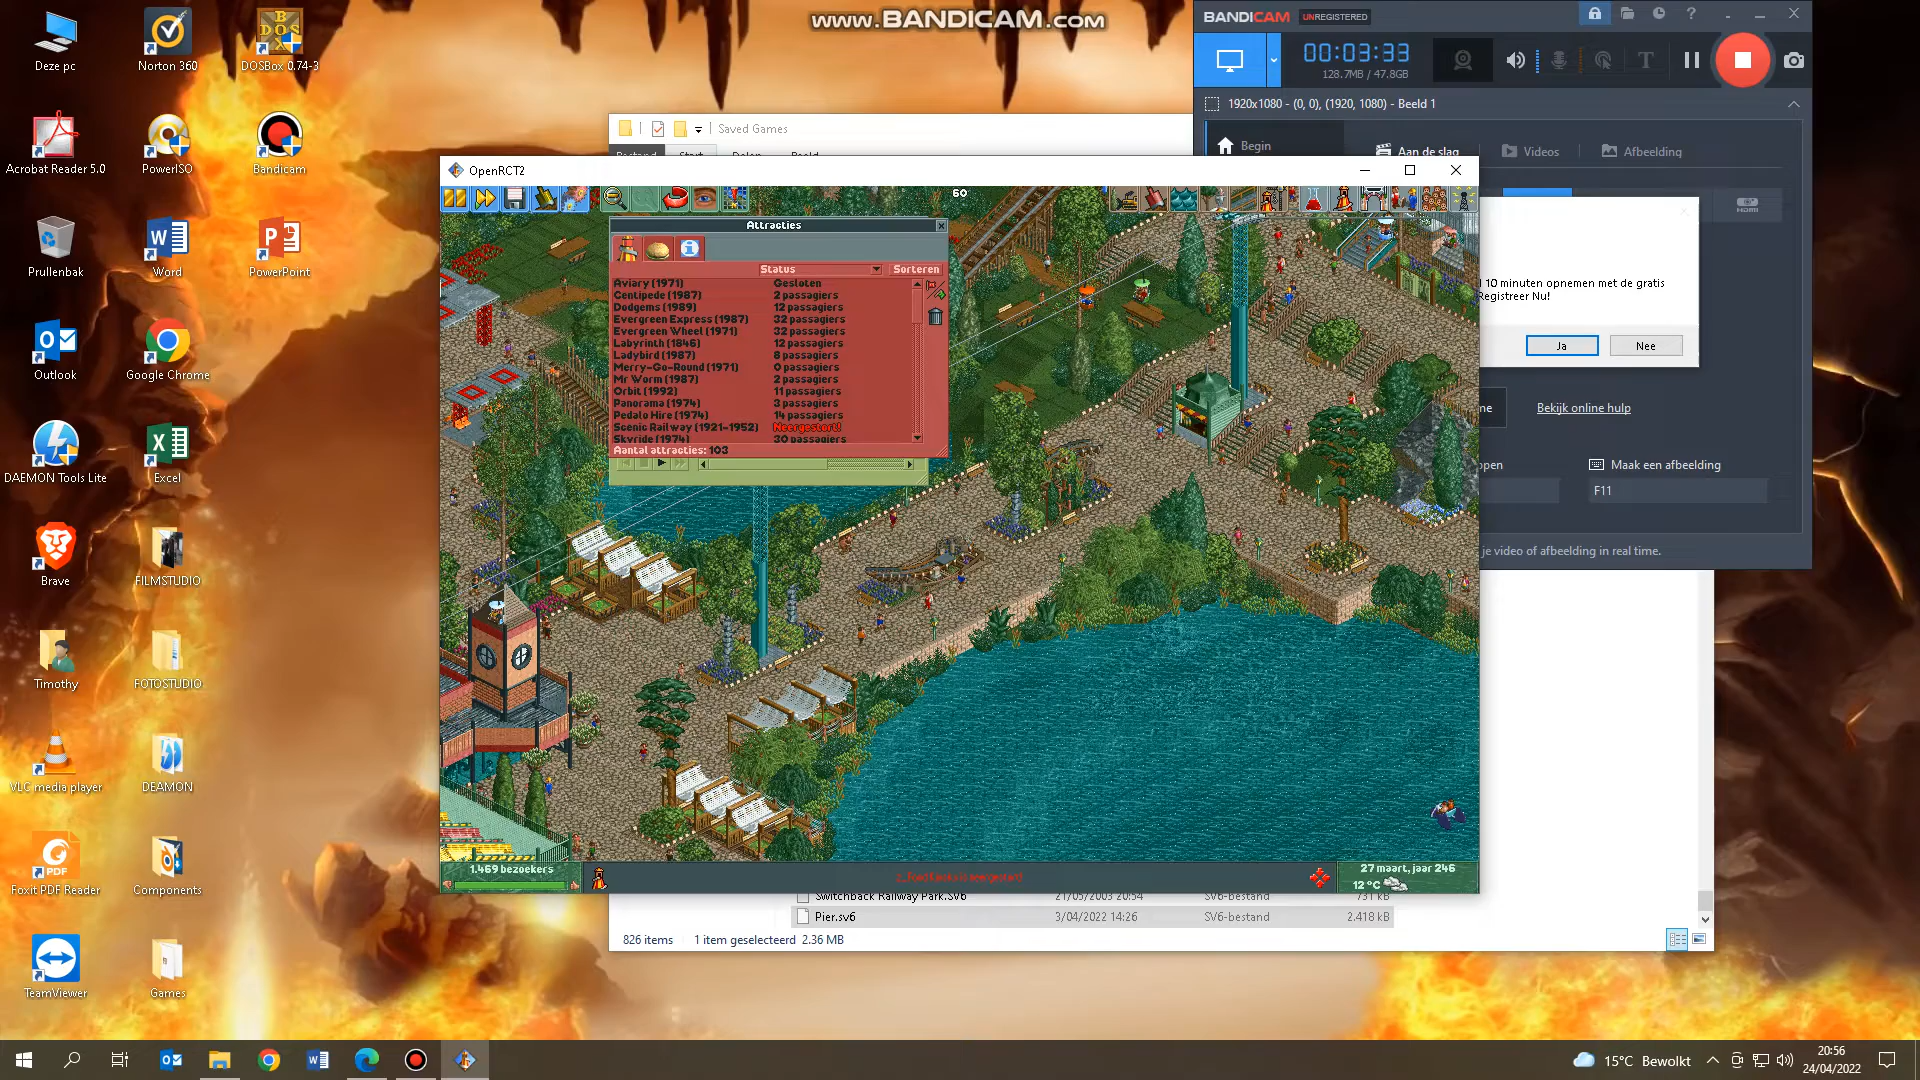 www.BANDICAM.com
Deze pc
Norton 360
DOSBox 0.74-3
Acrobat Reader 5.0
PowerISO
Bandicam
Prullenbak
Word
PowerPoint
Outlook
Google Chrome
DAEMON Tools Lite
Excel
Brave
FILMSTUDIO
Timothy
FOTOSTUDIO
VLC media player
DEAMON
Foxit PDF Reader
Components
TeamViewer
Games
BANDICAM UNREGISTERED
00:03:33
128.7MB / 47.8GB
1920x1080 - (0, 0), (1920, 1080) - Beeld 1
Begin
Aan de slag
Videos
Afbeelding
HDMI
10 minuten opnemen met de gratis
Registreer Nu!
Ja
Nee
ne
Bekijk online hulp
open
Maak een afbeelding
F11
je video of afbeelding in real time.
Saved Games
Start
OpenRCT2
60
Attracties
Status
Sorteren
Aviary (1971) Gesloten
Centipede (1987) 2 passagiers
Dodgems (1989) 12 passagiers
Evergreen Express (1987) 32 passagiers
Evergreen Wheel (1971) 32 passagiers
Labyrinth (1846) 12 passagiers
Ladybird (1987) 8 passagiers
Merry-Go-Round (1971) 0 passagiers
Mr Worm (1987) 2 passagiers
Orbit (1992) 11 passagiers
Panorama (1974) 3 passagiers
Pedalo Hire (1974) 14 passagiers
Scenic Railway (1921-1952) Neergestort!
Skyride (1974) 30 passagiers
Aantal attracties: 103
1.469 bezoekers
27 maart, jaar 246
12 °C
Switchback Railway Park.SV6 21/05/2003 20:54 SV6-bestand 731 kB
Pier.sv6 3/04/2022 14:26 SV6-bestand 2.418 kB
826 items 1 item geselecteerd 2.36 MB
15°C Bewolkt
20:56
24/04/2022